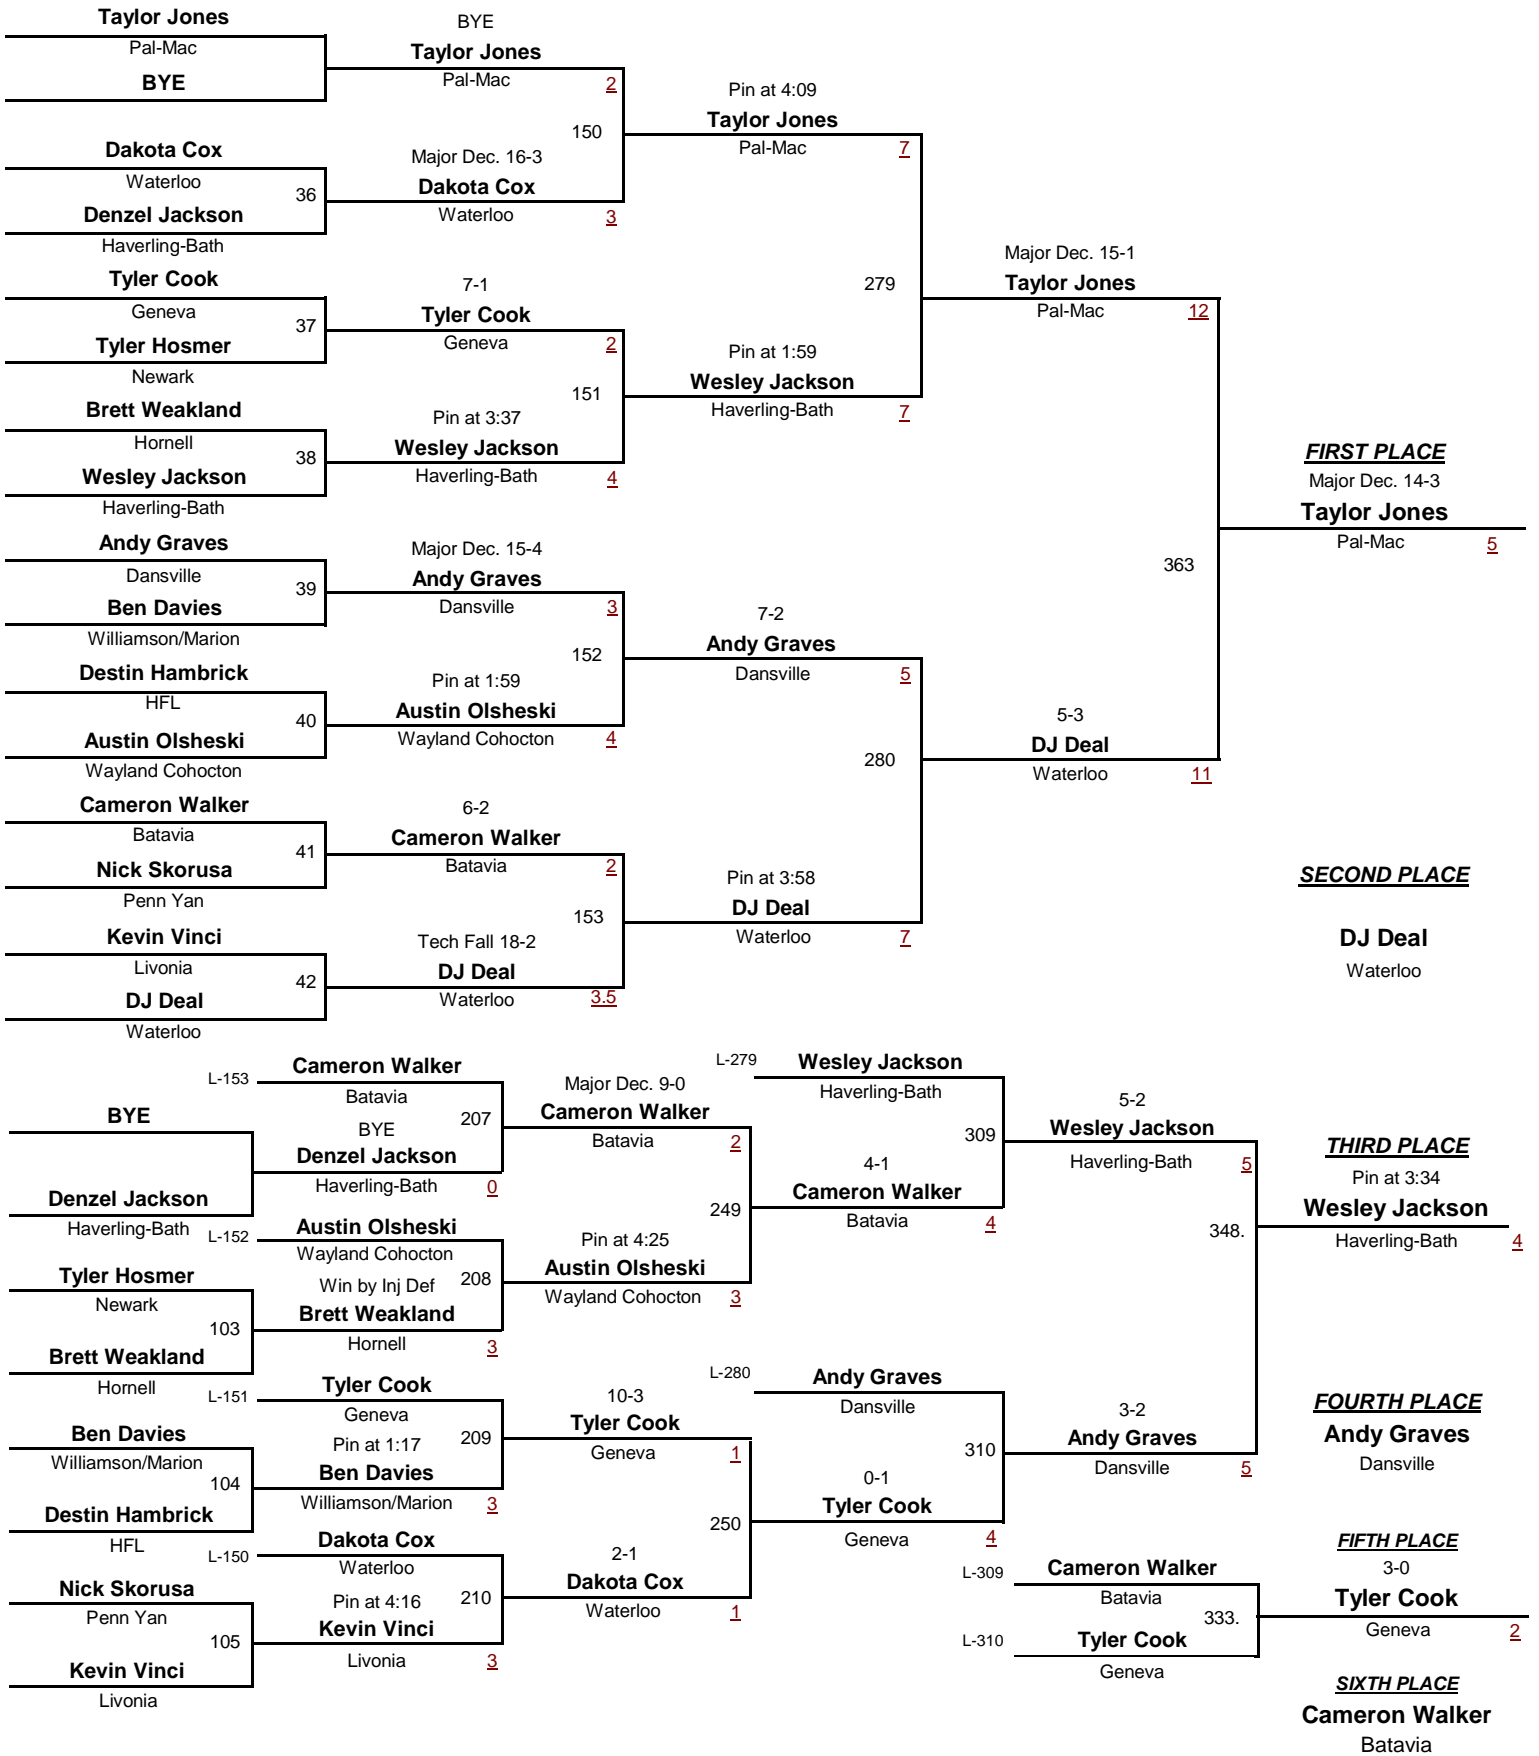 Taylor Jones
Pal-Mac
BYE
Dakota Cox
Waterloo
36
Denzel Jackson
Haverling-Bath
Tyler Cook
Geneva
37
Tyler Hosmer
Newark
Brett Weakland
Hornell
38
Wesley Jackson
Haverling-Bath
Andy Graves
Dansville
39
Ben Davies
Williamson/Marion
Destin Hambrick
HFL
40
Austin Olsheski
Wayland Cohocton
Cameron Walker
Batavia
41
Nick Skorusa
Penn Yan
Kevin Vinci
Livonia
42
DJ Deal
Waterloo
BYE
Taylor Jones
Pal-Mac
2
150
Major Dec. 16-3
Dakota Cox
Waterloo
3
7-1
Tyler Cook
Geneva
2
151
Pin at 3:37
Wesley Jackson
Haverling-Bath
4
Major Dec. 15-4
Andy Graves
Dansville
3
152
Pin at 1:59
Austin Olsheski
Wayland Cohocton
4
6-2
Cameron Walker
Batavia
2
153
Tech Fall 18-2
DJ Deal
Waterloo
3.5
Pin at 4:09
Taylor Jones
Pal-Mac
7
279
Pin at 1:59
Wesley Jackson
Haverling-Bath
7
7-2
Andy Graves
Dansville
5
280
Pin at 3:58
DJ Deal
Waterloo
7
Major Dec. 15-1
Taylor Jones
Pal-Mac
12
363
5-3
DJ Deal
Waterloo
11
FIRST PLACE
Major Dec. 14-3
Taylor Jones
Pal-Mac
5
SECOND PLACE
DJ Deal
Waterloo
BYE
Denzel Jackson
Haverling-Bath
Tyler Hosmer
Newark
103
Brett Weakland
Hornell
Ben Davies
Williamson/Marion
104
Destin Hambrick
HFL
Nick Skorusa
Penn Yan
105
Kevin Vinci
Livonia
L-153
Cameron Walker
Batavia
207
BYE
Denzel Jackson
Haverling-Bath
0
L-152
Austin Olsheski
Wayland Cohocton
208
Win by Inj Def
Brett Weakland
Hornell
3
L-151
Tyler Cook
Geneva
209
Pin at 1:17
Ben Davies
Williamson/Marion
3
L-150
Dakota Cox
Waterloo
210
Pin at 4:16
Kevin Vinci
Livonia
3
Major Dec. 9-0
Cameron Walker
Batavia
2
249
Pin at 4:25
Austin Olsheski
Wayland Cohocton
3
10-3
Tyler Cook
Geneva
1
250
2-1
Dakota Cox
Waterloo
1
L-279
Wesley Jackson
Haverling-Bath
309
4-1
Cameron Walker
Batavia
4
L-280
Andy Graves
Dansville
310
0-1
Tyler Cook
Geneva
4
5-2
Wesley Jackson
Haverling-Bath
5
348.
3-2
Andy Graves
Dansville
5
THIRD PLACE
Pin at 3:34
Wesley Jackson
Haverling-Bath
4
FOURTH PLACE
Andy Graves
Dansville
L-309
Cameron Walker
Batavia
333.
L-310
Tyler Cook
Geneva
FIFTH PLACE
3-0
Tyler Cook
Geneva
2
SIXTH PLACE
Cameron Walker
Batavia